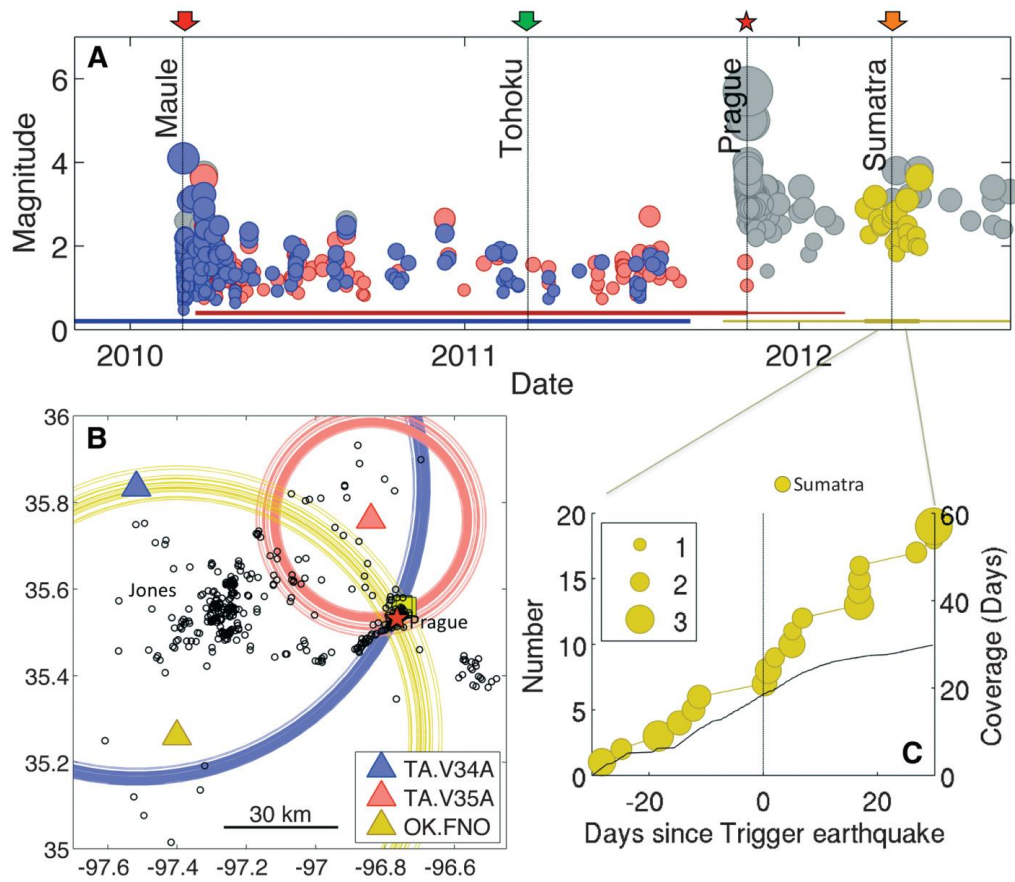 A
Maule
Tohoku
Prague
Sumatra
Magnitude
6
4
2
0
2010
2011
2012
Date
B
36
35.8
35.6
35.4
35.2
35
Jones
Prague
TA.V34A
TA.V35A
OK.FNO
30 km
-97.6 -97.4 -97.2 -97 -96.8 -96.6
Sumatra
C
Number
20
15
10
5
0
1
2
3
60
40
20
0
Coverage (Days)
-20 0 20
Days since Trigger earthquake